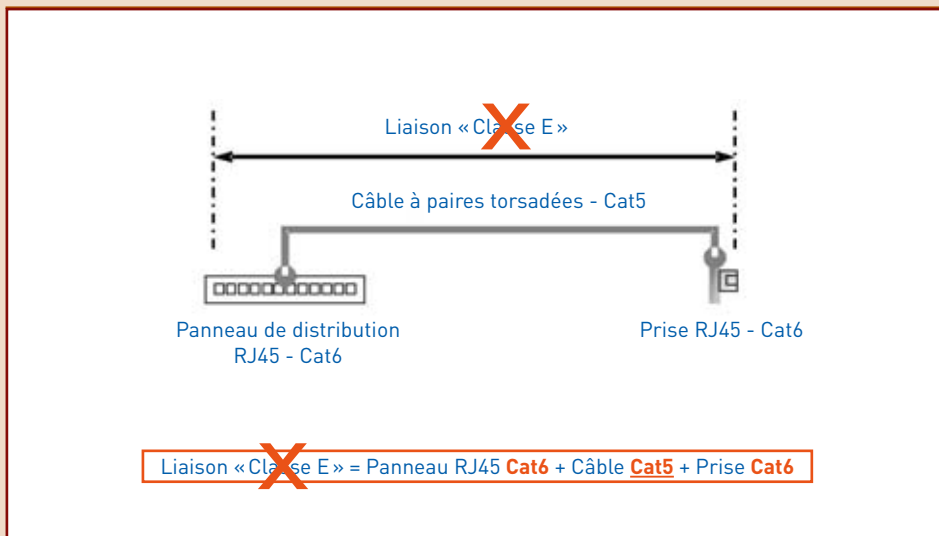 Liaison « Classe E »
Câble à paires torsadées - Cat5
Panneau de distribution
RJ45 - Cat6
Prise RJ45 - Cat6
Liaison « Classe E » = Panneau RJ45 Cat6 + Câble Cat5 + Prise Cat6